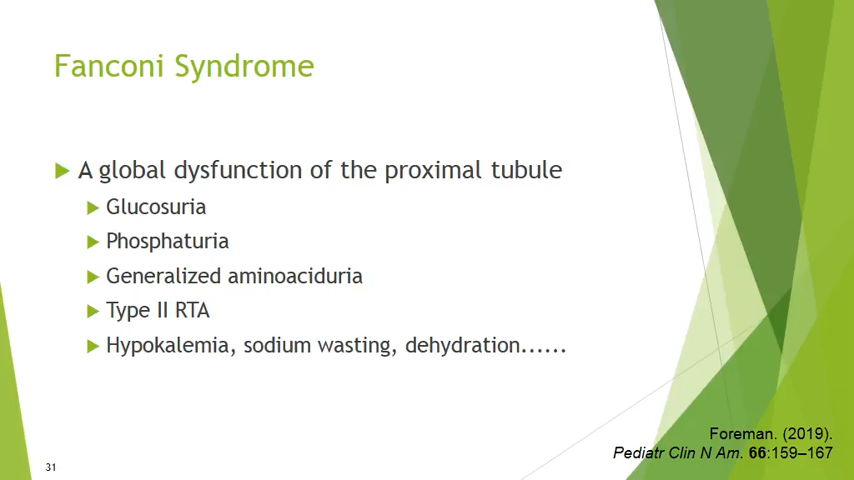 Fanconi Syndrome
A global dysfunction of the proximal tubule
Glucosuria
Phosphaturia
Generalized aminoaciduria
Type II RTA
Hypokalemia, sodium wasting, dehydration......
Foreman. (2019).
Pediatr Clin N Am. 66:159–167
31